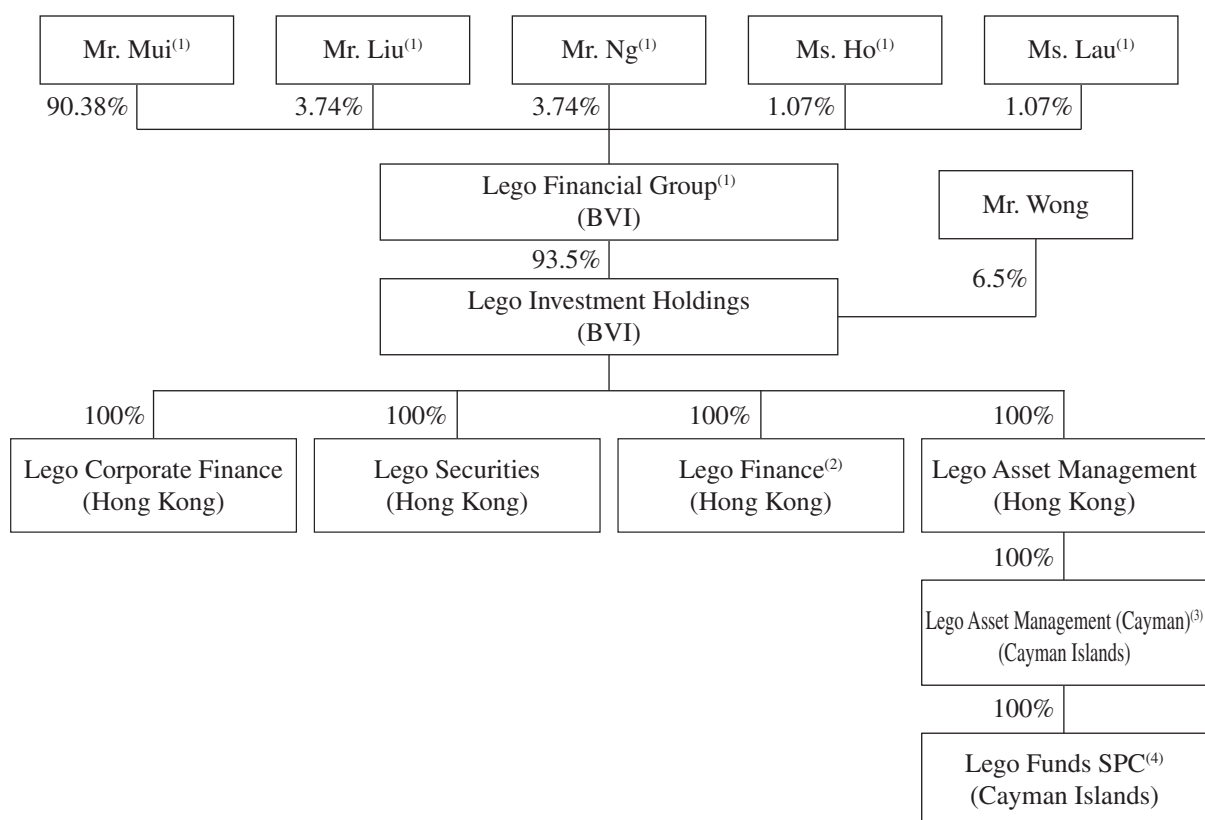 Mr. Mui(1)
Mr. Liu(1)
Mr. Ng(1)
Ms. Ho(1)
Ms. Lau(1)
90.38%
3.74%
3.74%
1.07%
1.07%
Lego Financial Group(1)
(BVI)
Mr. Wong
93.5%
6.5%
Lego Investment Holdings
(BVI)
100%
100%
100%
100%
Lego Corporate Finance
(Hong Kong)
Lego Securities
(Hong Kong)
Lego Finance(2)
(Hong Kong)
Lego Asset Management
(Hong Kong)
100%
Lego Asset Management (Cayman)(3)
(Cayman Islands)
100%
Lego Funds SPC(4)
(Cayman Islands)